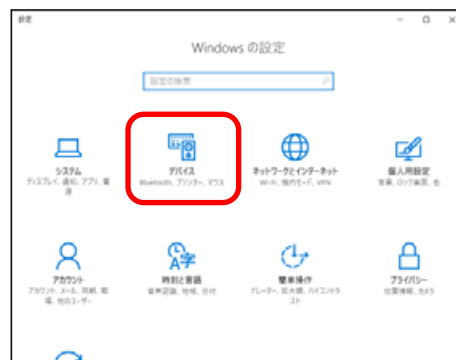 設定
Windows の設定
設定の検索
システム
ディスプレイ、通知、アプリ、電
源
デバイス
Bluetooth、プリンター、マウス
ネットワークとインターネット
Wi-Fi、機内モード、VPN
個人用設定
背景、ロック画面、色
アカウント
アカウント、メール、同期、職
場、他のユーザー
時刻と言語
音声認識、地域、日付
簡単操作
ナレーター、拡大鏡、ハイコントラ
スト
プライバシー
位置情報、カメラ